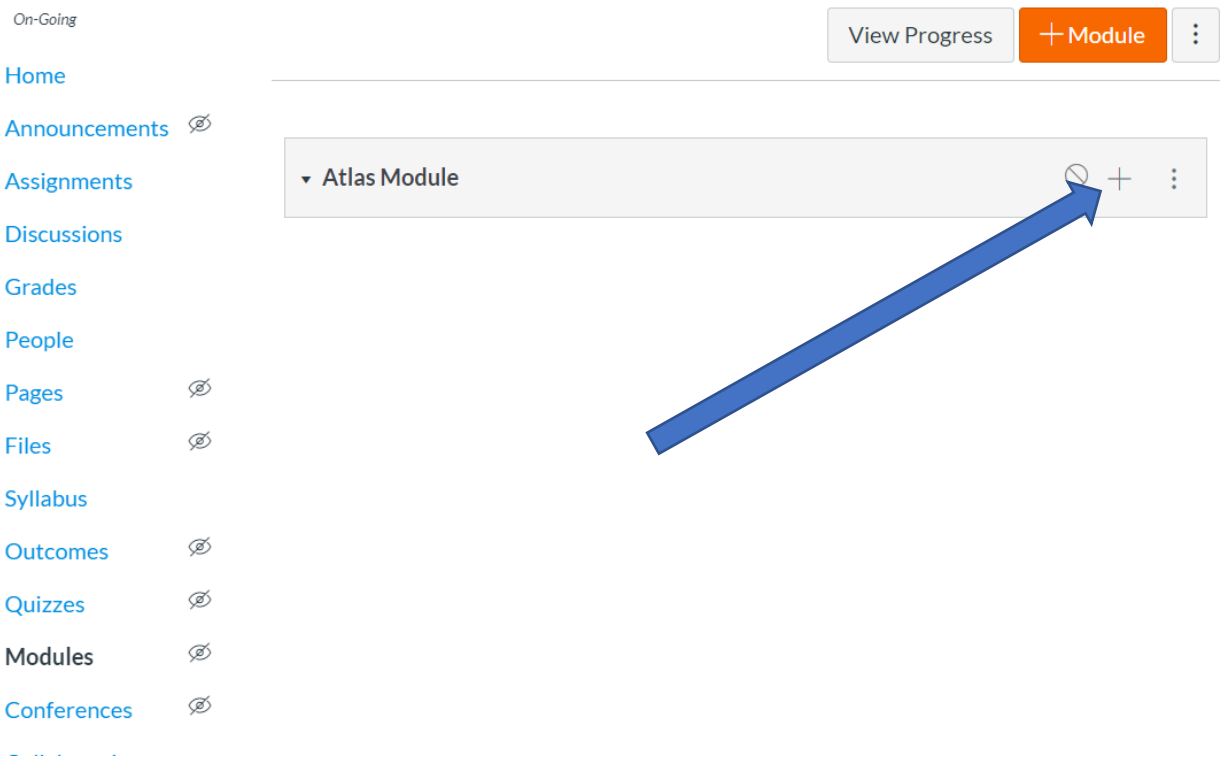 On-Going
View Progress
+ Module
Home
Announcements
Atlas Module
Assignments
Discussions
Grades
People
Pages
Files
Syllabus
Outcomes
Quizzes
Modules
Conferences